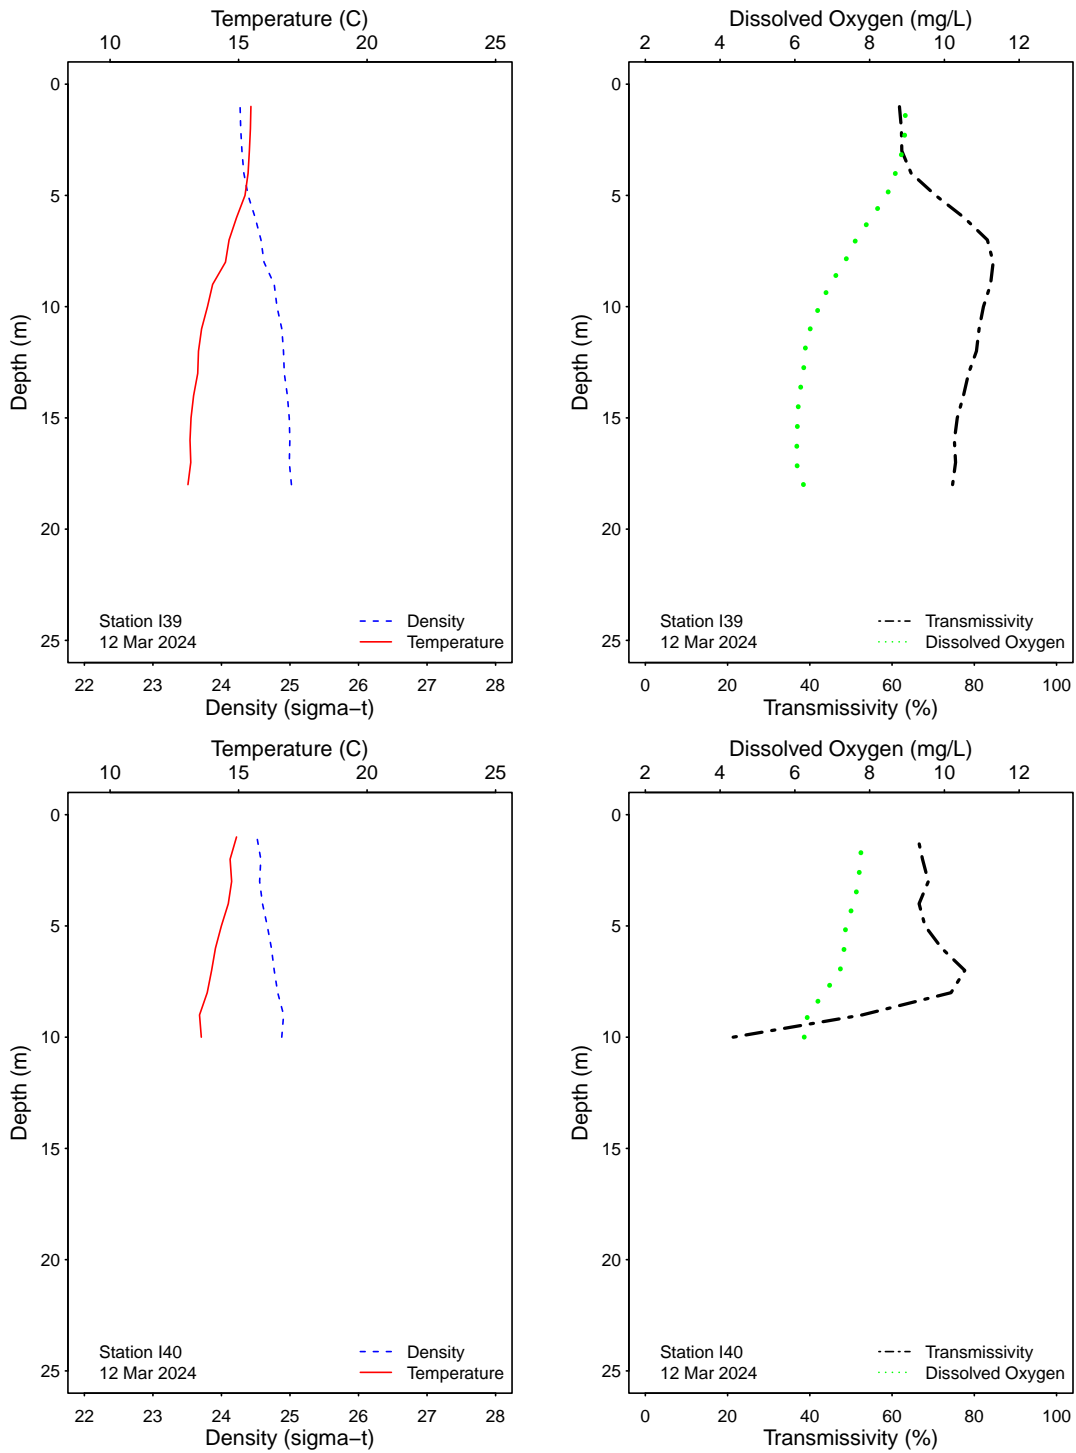 Temperature (C)
10 15 20 25
0
5
10
15
20
25
Depth (m)
Station I39
12 Mar 2024
Density
Temperature
22 23 24 25 26 27 28
Density (sigma−t)
Dissolved Oxygen (mg/L)
2 4 6 8 10 12
0
5
10
15
20
25
Depth (m)
Station I39
12 Mar 2024
Transmissivity
Dissolved Oxygen
0 20 40 60 80 100
Transmissivity (%)
Temperature (C)
10 15 20 25
0
5
10
15
20
25
Depth (m)
Station I40
12 Mar 2024
Density
Temperature
22 23 24 25 26 27 28
Density (sigma−t)
Dissolved Oxygen (mg/L)
2 4 6 8 10 12
0
5
10
15
20
25
Depth (m)
Station I40
12 Mar 2024
Transmissivity
Dissolved Oxygen
0 20 40 60 80 100
Transmissivity (%)